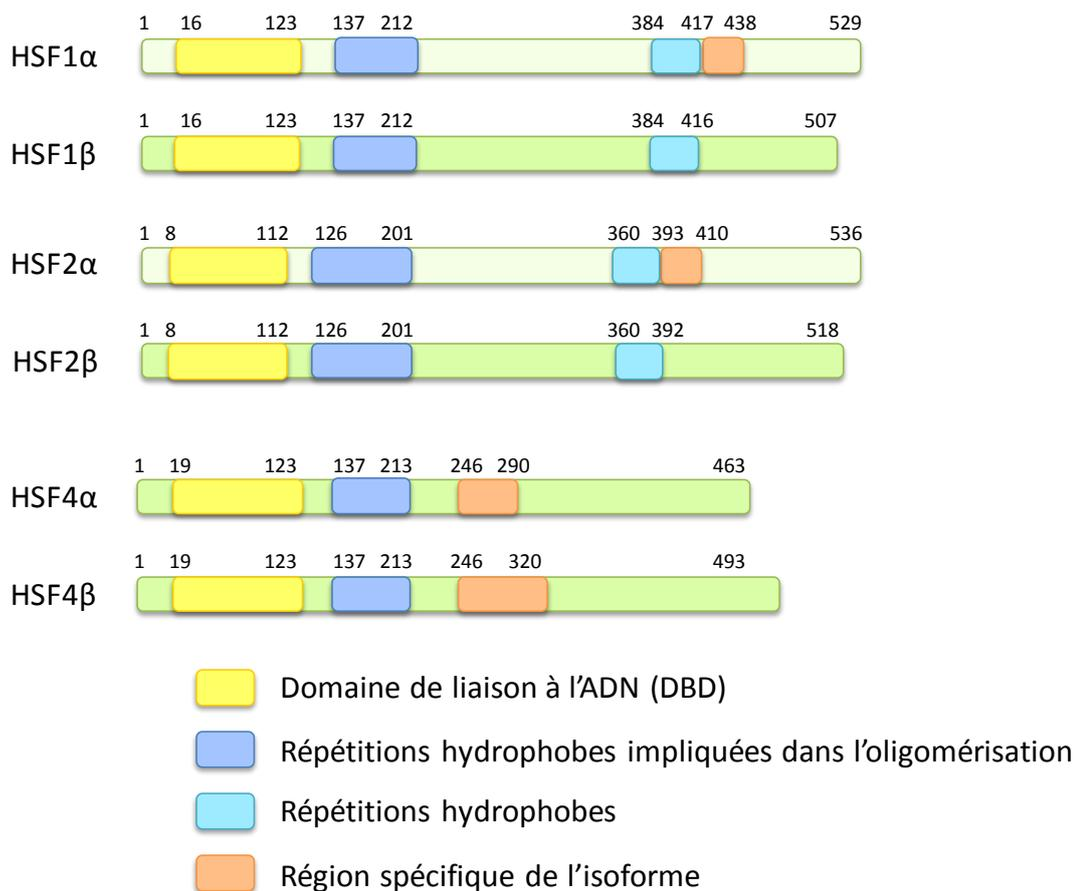 1 16 123 137 212 384 417 438 529
HSF1α
1 16 123 137 212 384 416 507
HSF1β
1 8 112 126 201 360 393 410 536
HSF2α
1 8 112 126 201 360 392 518
HSF2β
1 19 123 137 213 246 290 463
HSF4α
1 19 123 137 213 246 320 493
HSF4β
Domaine de liaison à l’ADN (DBD)
Répétitions hydrophobes impliquées dans l’oligomérisation
Répétitions hydrophobes
Région spécifique de l’isoforme